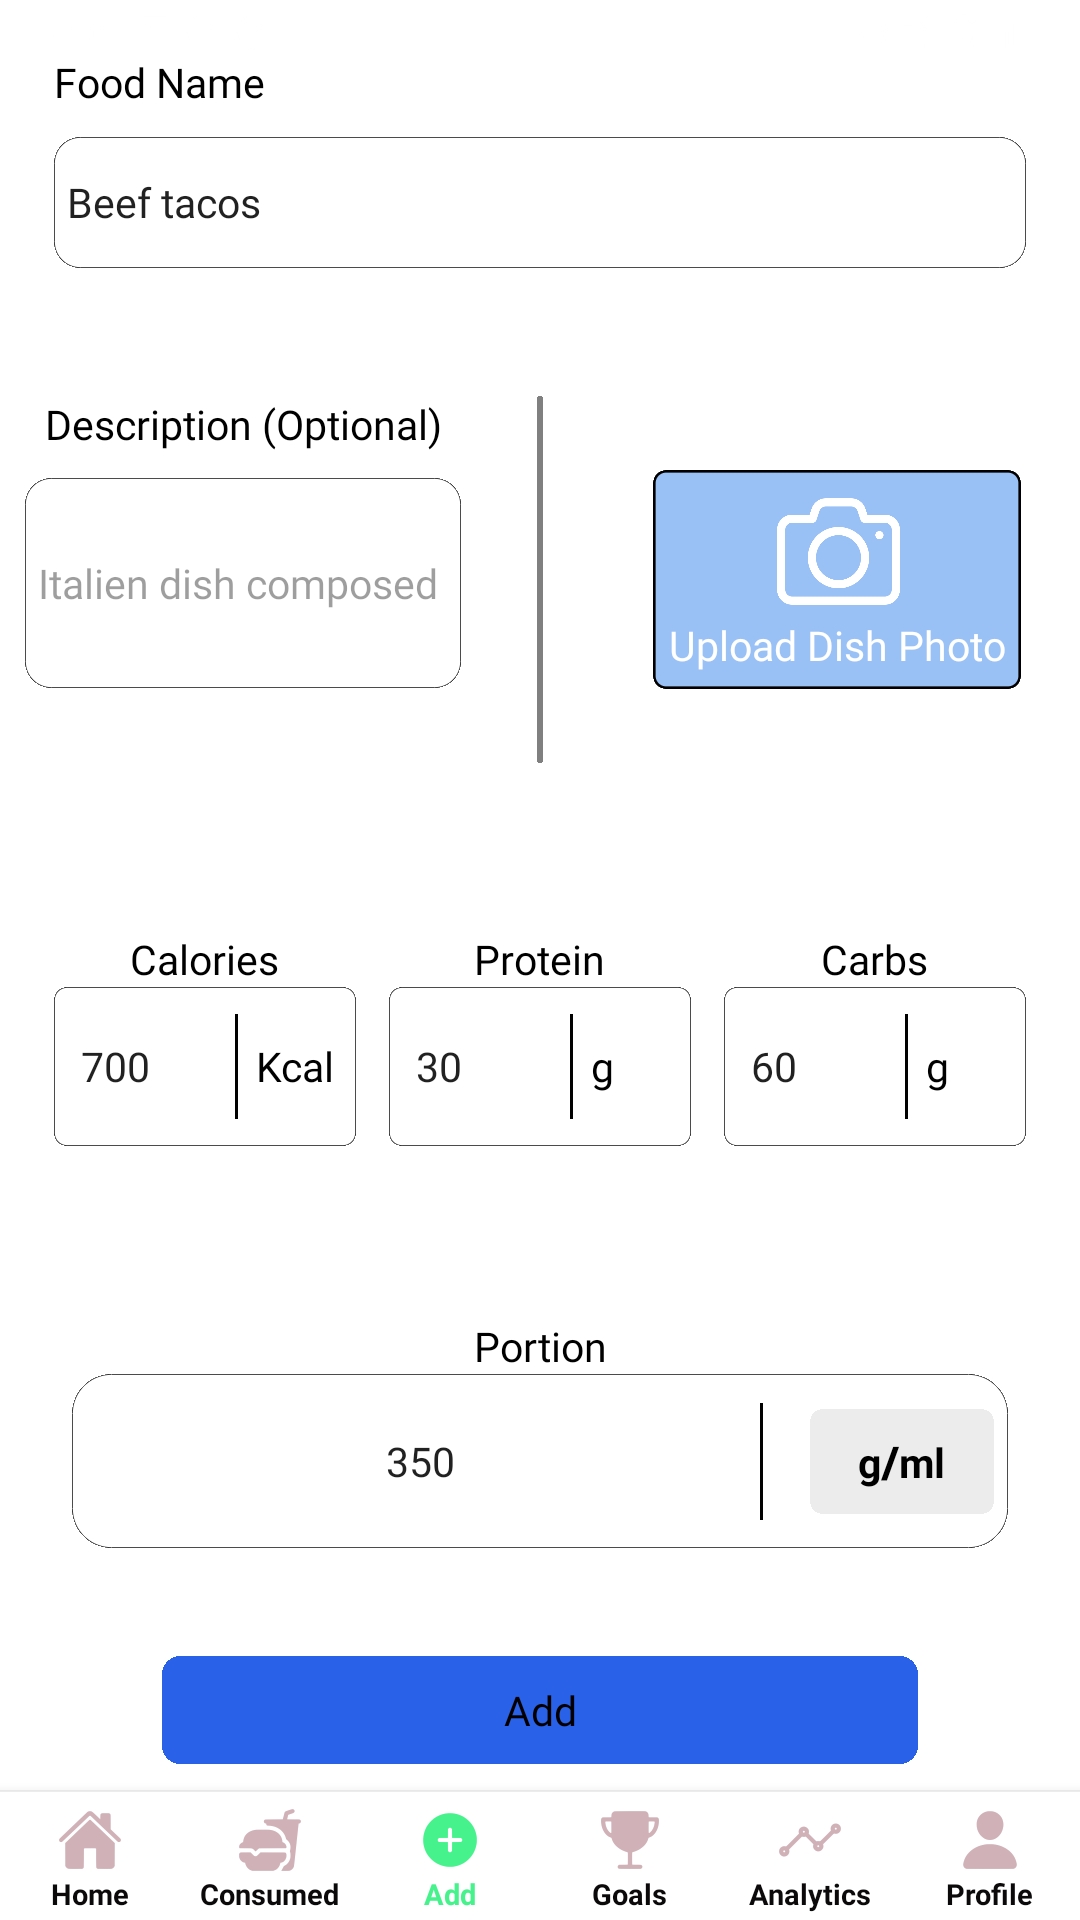 Food Name
Beef tacos
Description (Optional)
Italien dish composed
Upload Dish Photo
Calories
Protein
Carbs
700
Kcal
30
g
60
g
Portion
350
g/ml
Add
Home
Consumed
Add
Goals
Analytics
Profile